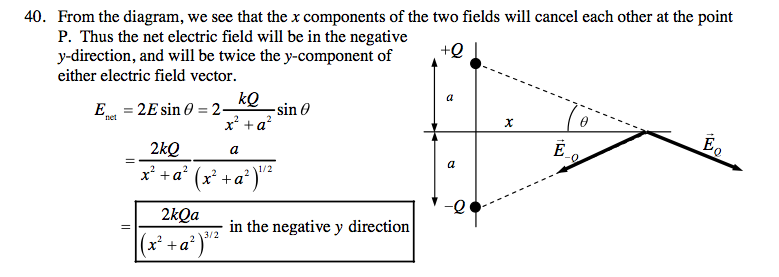 40. From the diagram, we see that the x components of the two fields will cancel each other at the point
P. Thus the net electric field will be in the negative
y-direction, and will be twice the y-component of
either electric field vector.
E_net = 2E sin θ = 2 kQ/(x² + a²) sin θ
= 2kQ/(x² + a²) a/(x² + a²)^1/2
= 2kQa/(x² + a²)^3/2 in the negative y direction
+Q
a
x
θ
a
E⃗_-Q
E⃗_Q
-Q